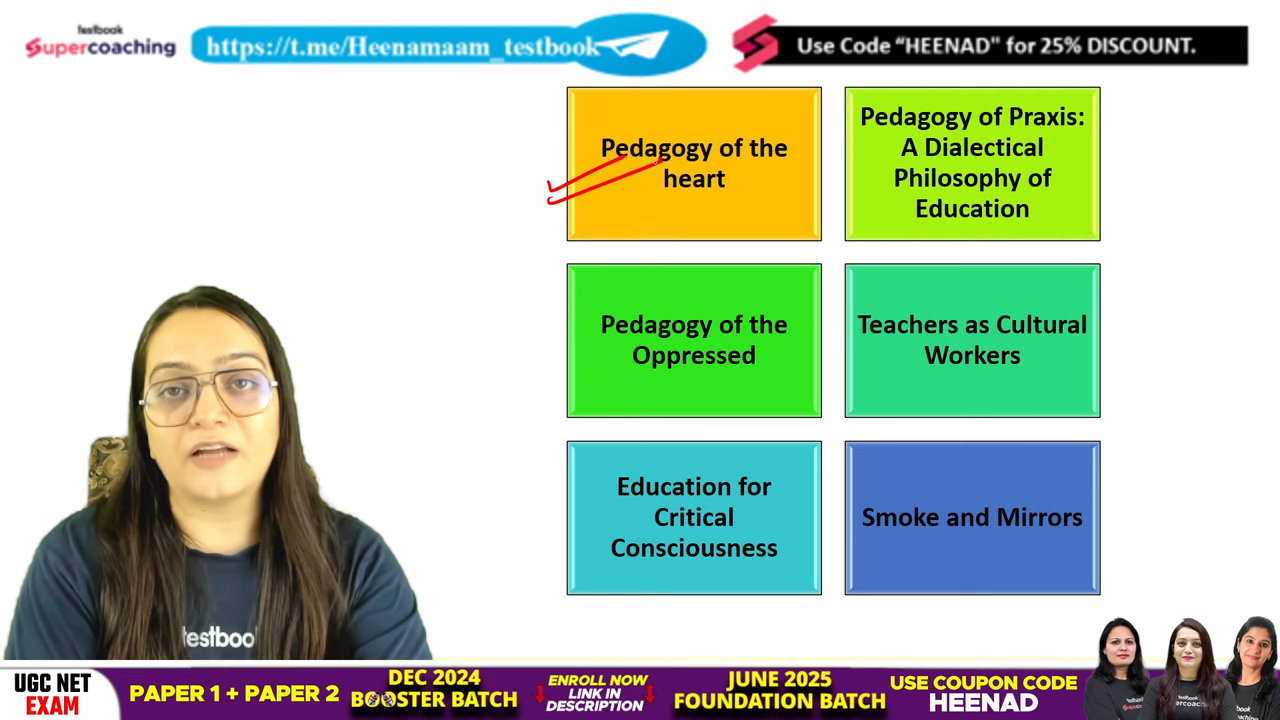 testbook
Supercoaching
https://t.me/Heenamaam_testbook
Use Code “HEENAD" for 25% DISCOUNT.
Pedagogy of the
heart
Pedagogy of Praxis:
A Dialectical
Philosophy of
Education
Pedagogy of the
Oppressed
Teachers as Cultural
Workers
Education for
Critical
Consciousness
Smoke and Mirrors
testboo
UGC NET
EXAM
PAPER 1 + PAPER 2
DEC 2024
BOOSTER BATCH
ENROLL NOW
LINK IN
DESCRIPTION
JUNE 2025
FOUNDATION BATCH
USE COUPON CODE
HEENAD